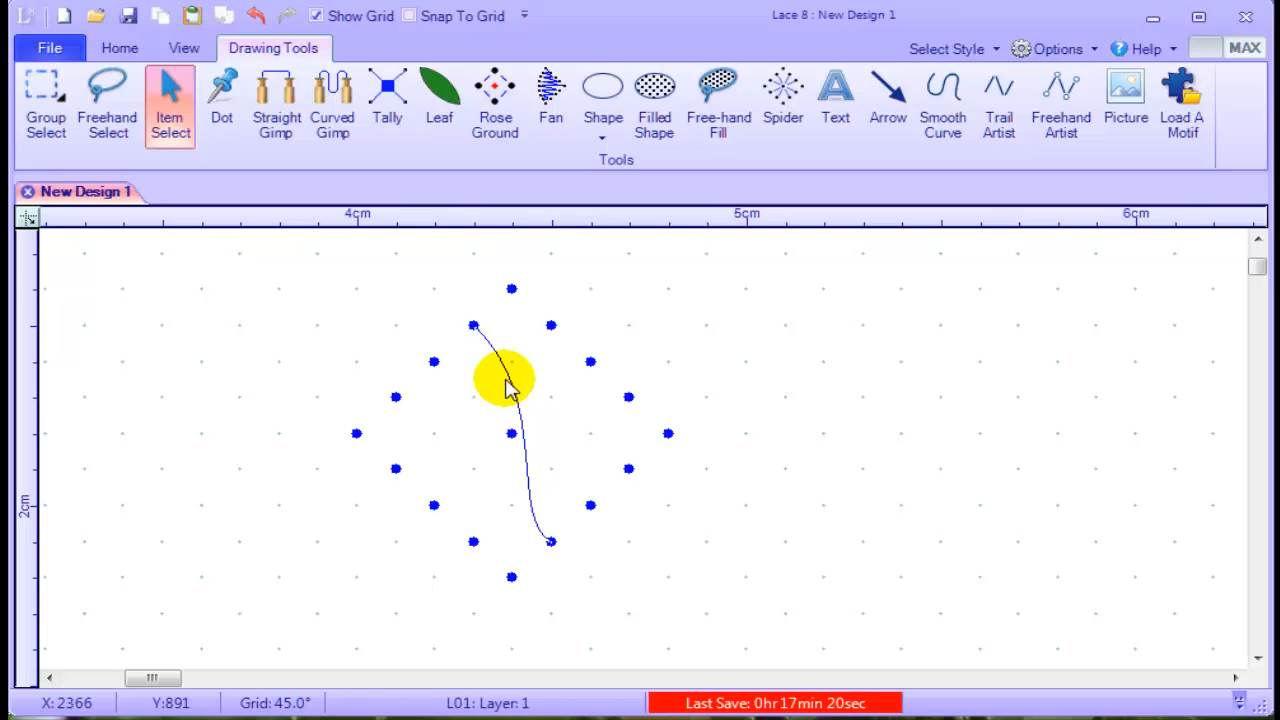 Show Grid Snap To Grid Lace 8 : New Design 1
File Home View Drawing Tools Select Style Options Help MAX
Group Select Freehand Select Item Select Dot Straight Gimp Curved Gimp Tally Leaf Rose Ground Fan Shape Filled Shape Free-hand Fill Spider Text Arrow Smooth Curve Trail Artist Freehand Artist Picture Load A Motif
Tools
New Design 1
4cm 5cm 6cm
2cm
X: 2366 Y:891 Grid: 45.0° L01: Layer: 1 Last Save: 0hr 17min 20sec